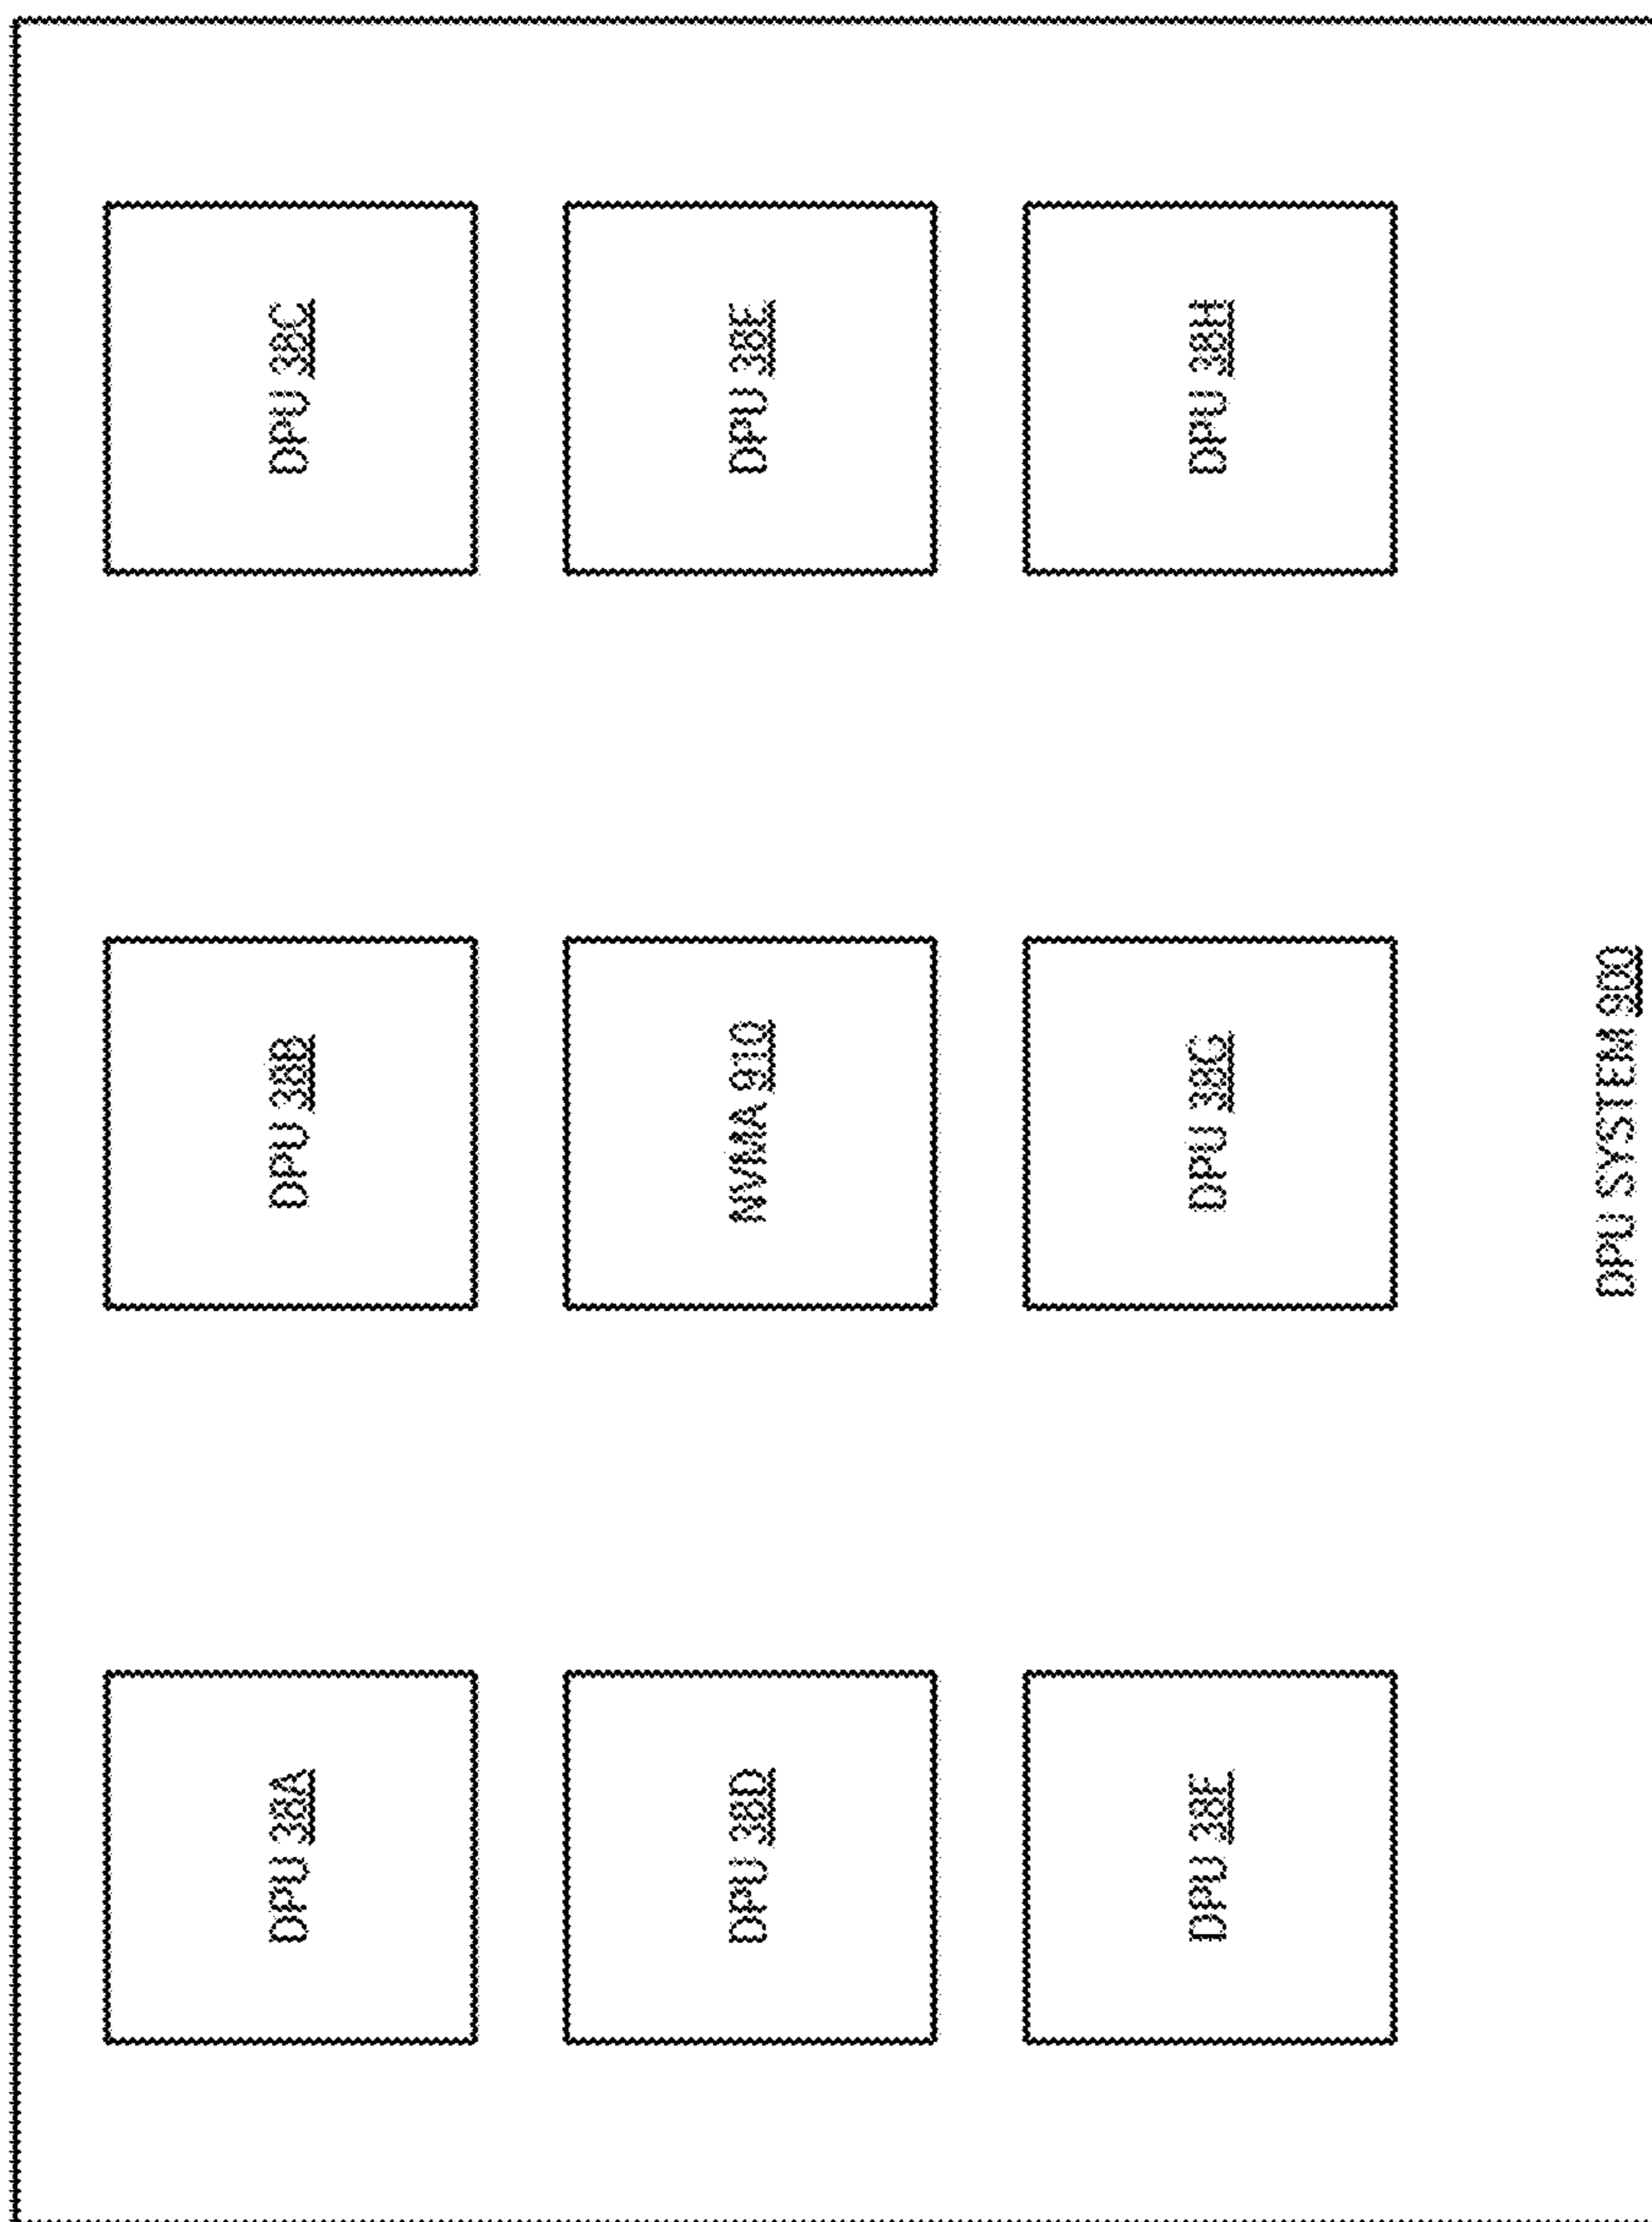 DPU 38A
DPU 38B
DPU 38C
DPU 38D
NVMA 910
DPU 38E
DPU 38F
DPU 38G
DPU 38H
DPU SYSTEM 900